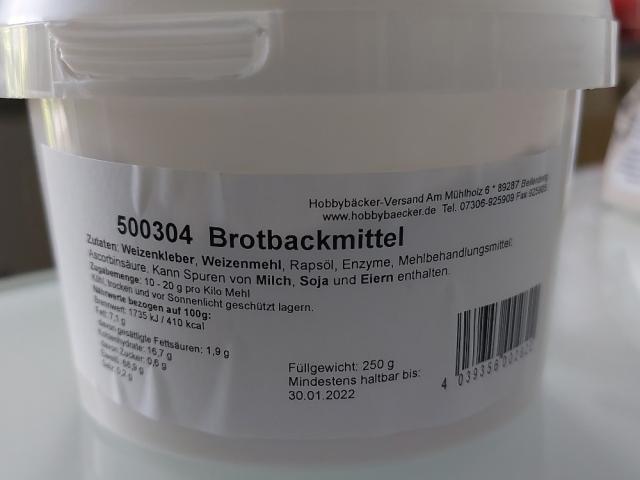 Hobbybäcker-Versand Am Mühlholz 6 * 89287 Bellenberg
www.hobbybaecker.de Tel. 07306-925909 Fax 925905
500304 Brotbackmittel
Zutaten: Weizenkleber, Weizenmehl, Rapsöl, Enzyme, Mehlbehandlungsmittel:
Ascorbinsäure. Kann Spuren von Milch, Soja und Eiern enthalten.
Zugabemenge: 10 - 20 g pro Kilo Mehl
Kühl, trocken und vor Sonnenlicht geschützt lagern.
Nährwerte bezogen auf 100g:
Brennwert: 1735 kJ / 410 kcal
Fett: 7,1 g
davon gesättigte Fettsäuren: 1,9 g
Kohlenhydrate: 16,7 g
davon Zucker: 0,6 g
Eiweiß: 68,9 g
Salz: 0,2 g
Füllgewicht: 250 g
Mindestens haltbar bis:
30.01.2022